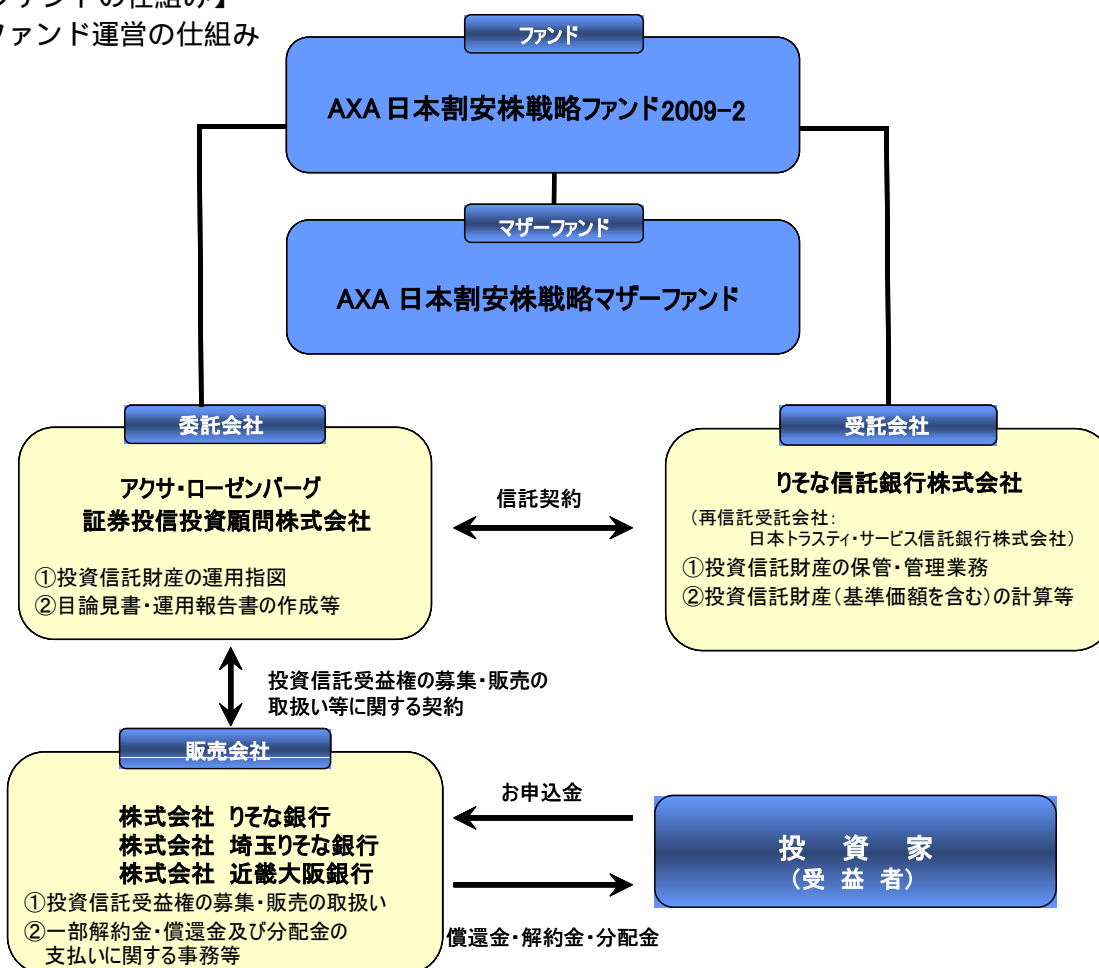 ファンドの仕組み】
ファンド運営の仕組み
ファンド
AXA 日本割安株戦略ファンド2009-2
マザーファンド
AXA 日本割安株戦略マザーファンド
委託会社
アクサ・ローゼンバーグ
証券投信投資顧問株式会社
①投資信託財産の運用指図
②目論見書・運用報告書の作成等
信託契約
受託会社
りそな信託銀行株式会社
（再信託受託会社：
日本トラスティ・サービス信託銀行株式会社）
①投資信託財産の保管・管理業務
②投資信託財産（基準価額を含む）の計算等
投資信託受益権の募集・販売の
取扱い等に関する契約
販売会社
株式会社 りそな銀行
株式会社 埼玉りそな銀行
株式会社 近畿大阪銀行
①投資信託受益権の募集・販売の取扱い
②一部解約金・償還金及び分配金の
支払いに関する事務等
お申込金
償還金・解約金・分配金
投 資 家
（受 益 者）